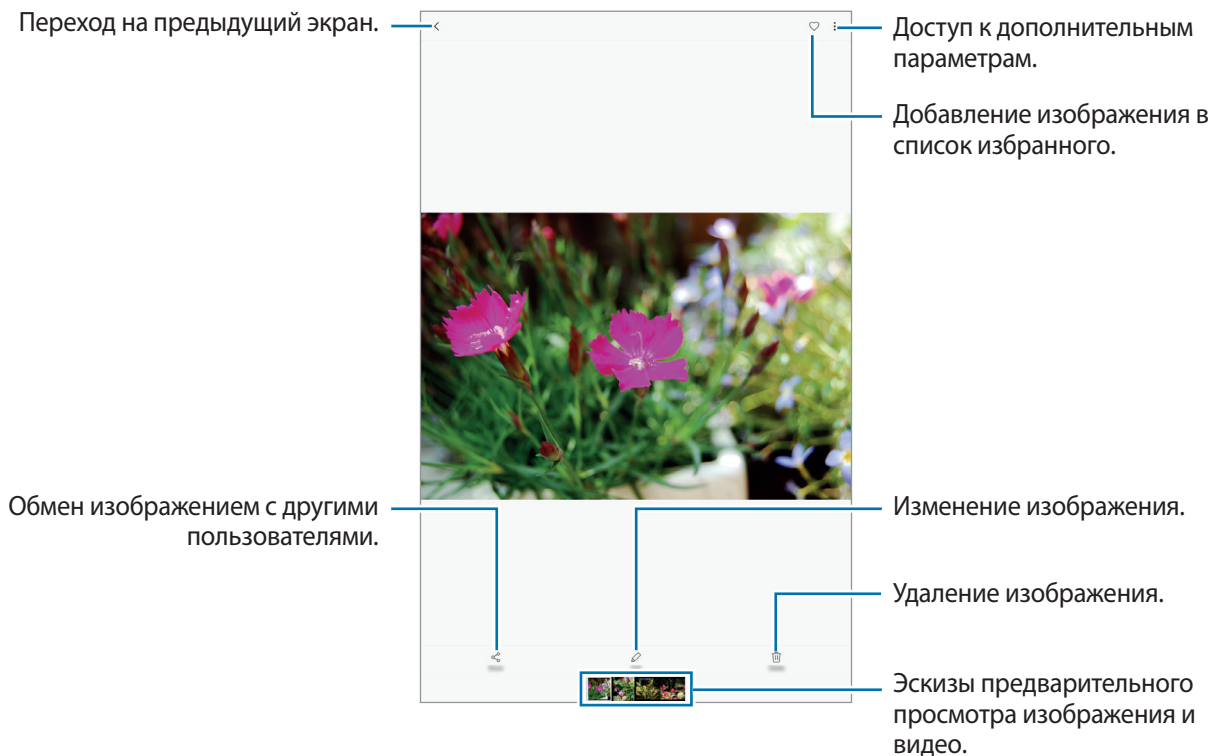 Переход на предыдущий экран.
Доступ к дополнительным
параметрам.
Добавление изображения в
список избранного.
Обмен изображением с другими
пользователями.
Изменение изображения.
Удаление изображения.
Эскизы предварительного
просмотра изображения и
видео.